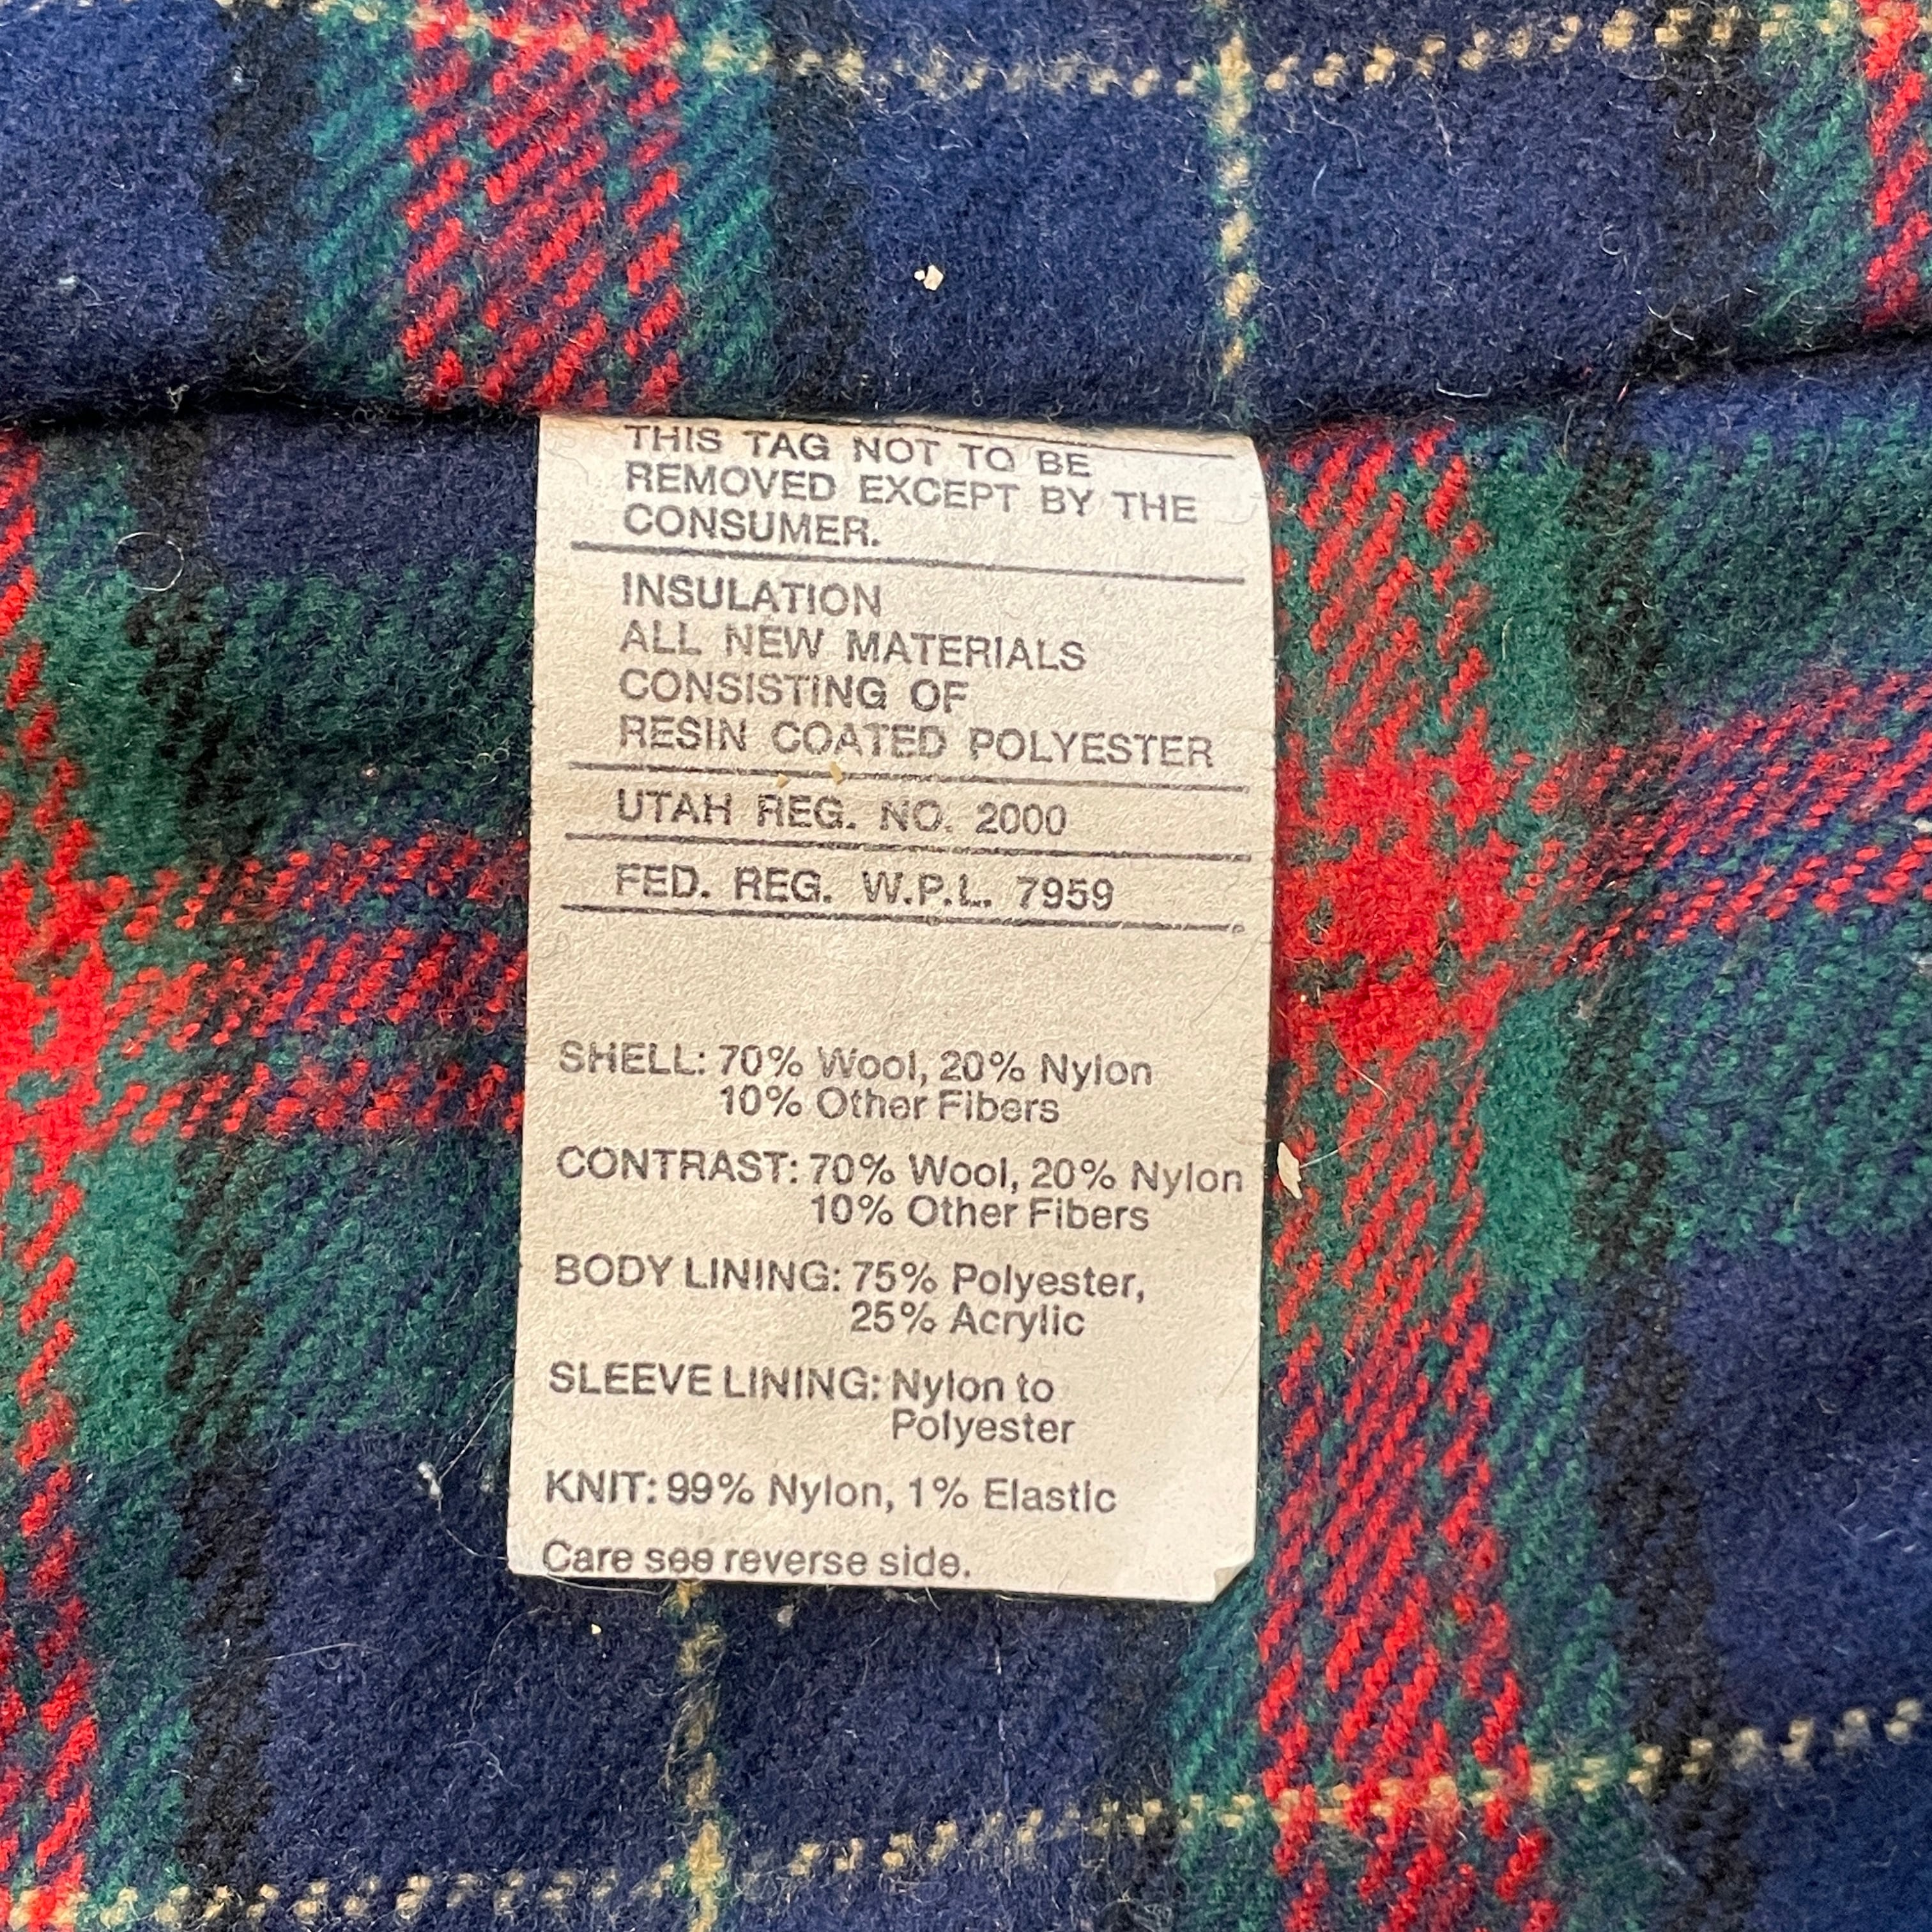 THIS TAG NOT TO BE
REMOVED EXCEPT BY THE
CONSUMER.
INSULATION
ALL NEW MATERIALS
CONSISTING OF
RESIN COATED POLYESTER
UTAH REG. NO. 2000
FED. REG. W.P.L. 7959
SHELL: 70% Wool, 20% Nylon
10% Other Fibers
CONTRAST: 70% Wool, 20% Nylon
10% Other Fibers
BODY LINING: 75% Polyester,
25% Acrylic
SLEEVE LINING: Nylon to
Polyester
KNIT: 99% Nylon, 1% Elastic
Care see reverse side.